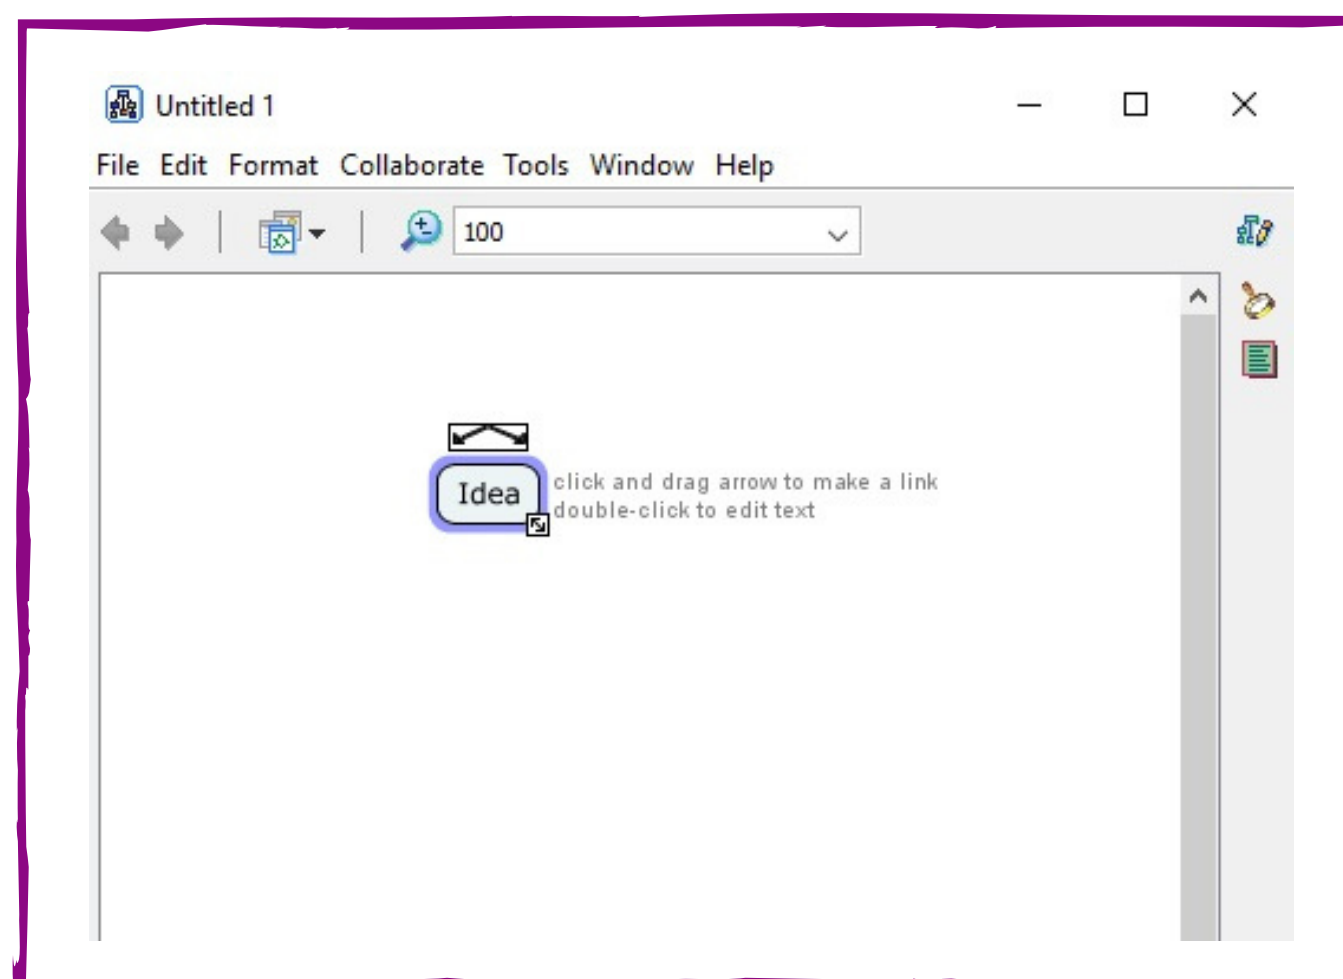 Untitled 1
File Edit Format Collaborate Tools Window Help
100
Idea
click and drag arrow to make a link
double-click to edit text